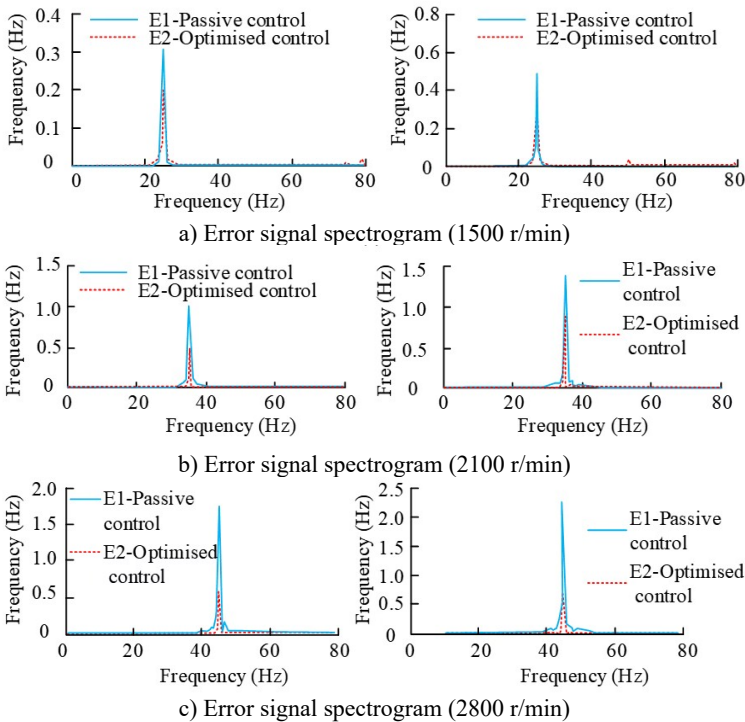 Frequency (Hz)
0.4
0.3
0.2
0.1
0
E1-Passive control
E2-Optimised control
0 20 40 60 80
Frequency (Hz)
Frequency (Hz)
0.8
0.6
0.4
0.2
0
E1-Passive control
E2-Optimised control
0 20 40 60 80
Frequency (Hz)
a) Error signal spectrogram (1500 r/min)
Frequency (Hz)
1.5
1.0
0.5
0
E1-Passive control
E2-Optimised control
0 20 40 60 80
Frequency (Hz)
Frequency (Hz)
1.5
1.0
0.5
0
E1-Passive
control
E2-Optimised
control
0 20 40 60 80
Frequency (Hz)
b) Error signal spectrogram (2100 r/min)
Frequency (Hz)
2.0
1.5
1.0
0.5
0
E1-Passive
control
E2-Optimised
control
0 20 40 60 80
Frequency (Hz)
Frequency (Hz)
2.5
2.0
1.5
1.0
0.5
0
E1-Passive
control
E2-Optimised
control
0 20 40 60 80
Frequency (Hz)
c) Error signal spectrogram (2800 r/min)